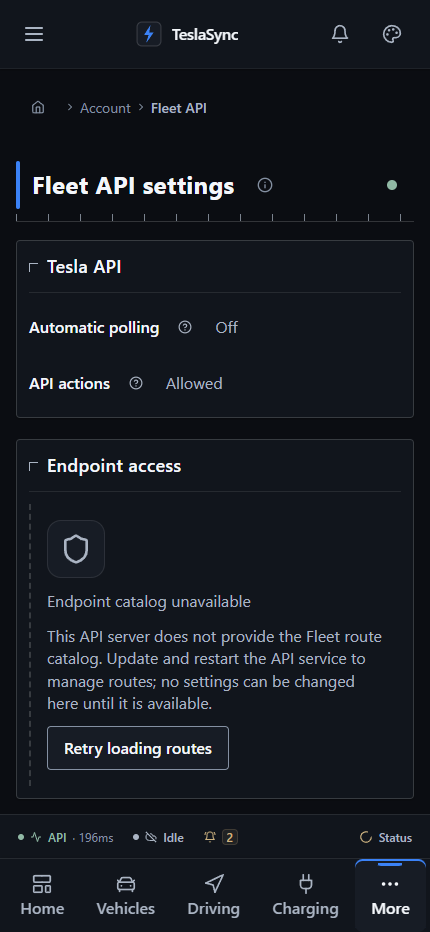 TeslaSync
Account
Fleet API
Fleet API settings
Tesla API
Automatic polling
Off
API actions
Allowed
Endpoint access
Endpoint catalog unavailable
This API server does not provide the Fleet route
catalog. Update and restart the API service to
manage routes; no settings can be changed
here until it is available.
Retry loading routes
API · 196ms
Idle
2
Status
Home
Vehicles
Driving
Charging
More